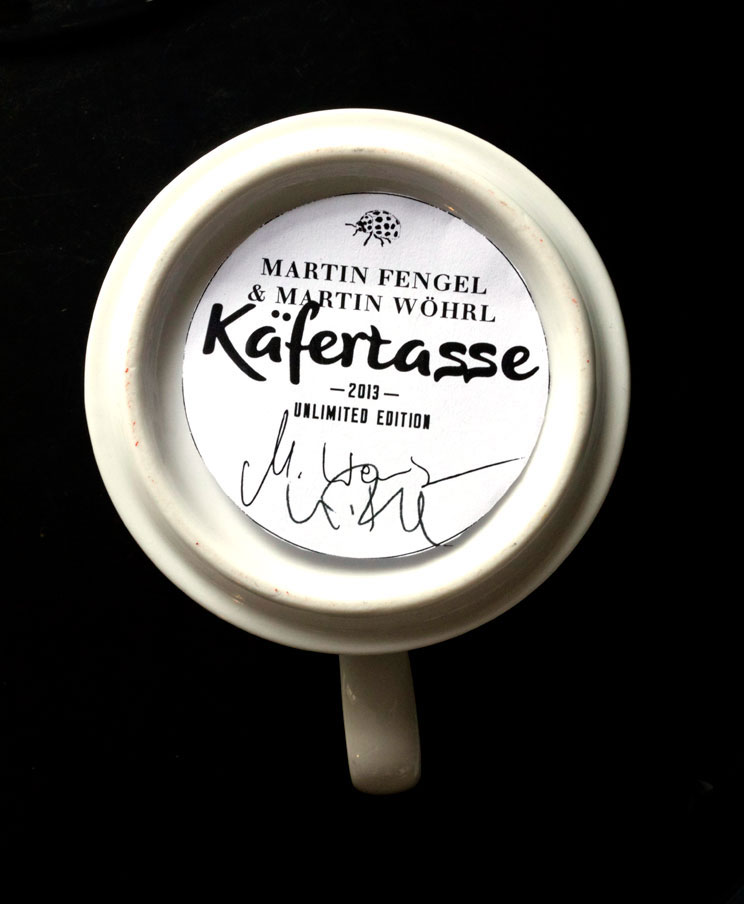 MARTIN FENGEL
& MARTIN WÖHRL
Käfertasse
—2013—
UNLIMITED EDITION